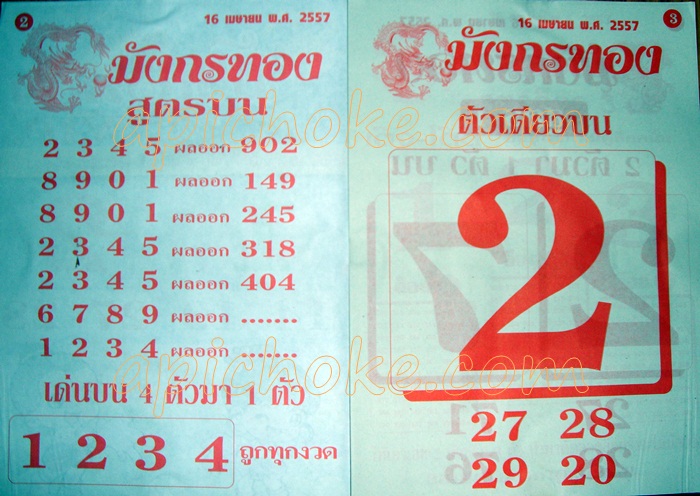 2
16 เมษายน พ.ศ. 2557
มังกรทอง
สูตรบน
2 3 4 5 ผลออก 902
8 9 0 1 ผลออก 149
8 9 0 1 ผลออก 245
2 3 4 5 ผลออก 318
2 3 4 5 ผลออก 404
6 7 8 9 ผลออก .......
1 2 3 4 ผลออก .......
เด่นบน 4 ตัวมา 1 ตัว
1 2 3 4 ถูกทุกงวด
16 เมษายน พ.ศ. 2557
3
มังกรทอง
ตัวเดียวบน
2
27 28
29 20
apichoke.com
apichoke.com